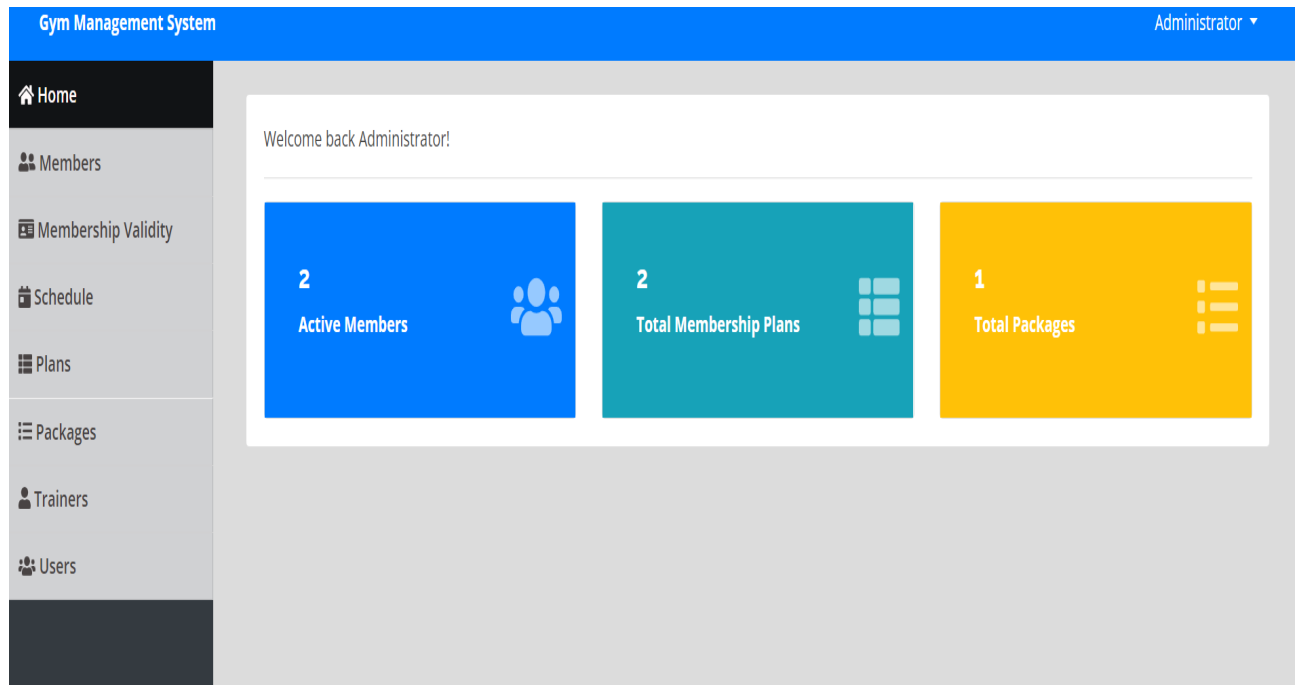 Gym Management System
Administrator
Home
Members
Membership Validity
Schedule
Plans
Packages
Trainers
Users
Welcome back Administrator!
2
Active Members
2
Total Membership Plans
1
Total Packages